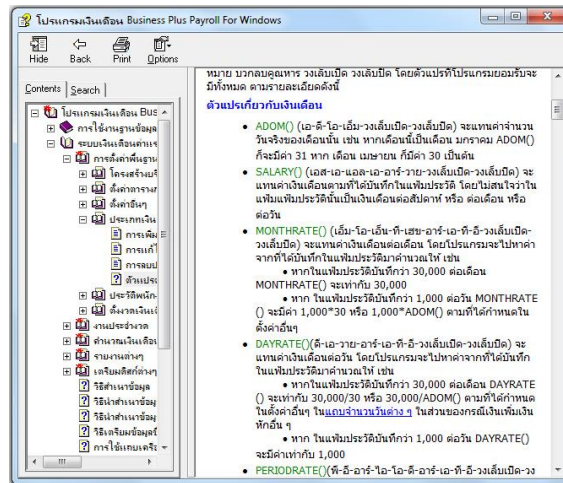 โปรแกรมเงินเดือน Business Plus Payroll For Windows
Hide Back Print Options
Contents Search
โปรแกรมเงินเดือน Bus
การใช้งานฐานข้อมูล
ระบบเงินเดือนค่าแร
การตั้งค่าพื้นฐาน
โครงสร้างบริ
ตั้งค่าตารางภ
ตั้งค่าอื่นๆ
ประเภทเงิน
การเพิ่ม
การแก้ไ
การลบป
ตัวแปรเ
ประวัติพนัก
ตั้งงวดเงินเ
งานประจำงวด
คำนวณเงินเดือน
รายงานต่างๆ
เตรียมดิสก์ต่างๆ
วิธีสำเนาข้อมูล
วิธีนำสำเนาข้อมู
วิธีนำสำเนาข้อมู
วิธีเตรียมข้อมูลปี
การใช้แถบเครื่
หมาย บวกลบคูณหาร วงเล็บเปิด วงเล็บปิด โดยตัวแปรที่โปรแกรมยอมรับจะ
มีทั้งหมด ตามรายละเอียดดังนี้
ตัวแปรเกี่ยวกับเงินเดือน
ADOM() (เอ-ดี-โอ-เอ็ม-วงเล็บเปิด-วงเล็บปิด) จะแทนค่าจำนวน
วันจริงของเดือนนั้น เช่น หากเดือนนี้เป็นเดือน มกราคม ADOM()
ก็จะมีค่า 31 หาก เดือน เมษายน ก็มีค่า 30 เป็นต้น
SALARY() (เอส-เอ-แอล-เอ-อาร์-วาย-วงเล็บเปิด-วงเล็บปิด) จะ
แทนค่าเงินเดือนตามที่ได้บันทึกในแฟ้มประวัติ โดยไม่สนใจว่าใน
แฟ้มแฟ้มประวัตินั้นเป็นเงินเดือนต่อสัปดาห์ หรือ ต่อเดือน หรือ
ต่อวัน
MONTHRATE() (เอ็ม-โอ-เอ็น-ที-เฮช-อาร์-เอ-ที-อี-วงเล็บเปิด-
วงเล็บปิด) จะแทนค่าเงินเดือนต่อเดือน โดยโปรแกรมจะไปหาค่า
จากที่ได้บันทึกในแฟ้มประวัติมาคำนวณให้ เช่น
หากในแฟ้มประวัติบันทึกว่า 30,000 ต่อเดือน
MONTHRATE() จะเท่ากับ 30,000
หาก ในแฟ้มประวัติบันทึกว่า 1,000 ต่อวัน MONTHRATE
() จะมีค่า 1,000*30 หรือ 1,000*ADOM() ตามที่ได้กำหนดใน
ตั้งค่าอื่นๆ
DAYRATE()(ดี-เอ-วาย-อาร์-เอ-ที-อี-วงเล็บเปิด-วงเล็บปิด) จะ
แทนค่าเงินเดือนต่อวัน โดยโปรแกรมจะไปหาค่าจากที่ได้บันทึก
ในแฟ้มประวัติมาคำนวณให้ เช่น
หากในแฟ้มประวัติบันทึกว่า 30,000 ต่อเดือน DAYRATE
() จะเท่ากับ 30,000/30 หรือ 30,000/ADOM() ตามที่ได้กำหนด
ในตั้งค่าอื่นๆ ในแถบจำนวนวันต่าง ๆ ในส่วนของกรณีเงินเพิ่มเงิน
หักอื่น ๆ
หาก ในแฟ้มประวัติบันทึกว่า 1,000 ต่อวัน DAYRATE()
จะมีค่าเท่ากับ 1,000
PERIODRATE()(พี-อี-อาร์-ไอ-โอ-ดี-อาร์-เอ-ที-อี-วงเล็บเปิด-วง